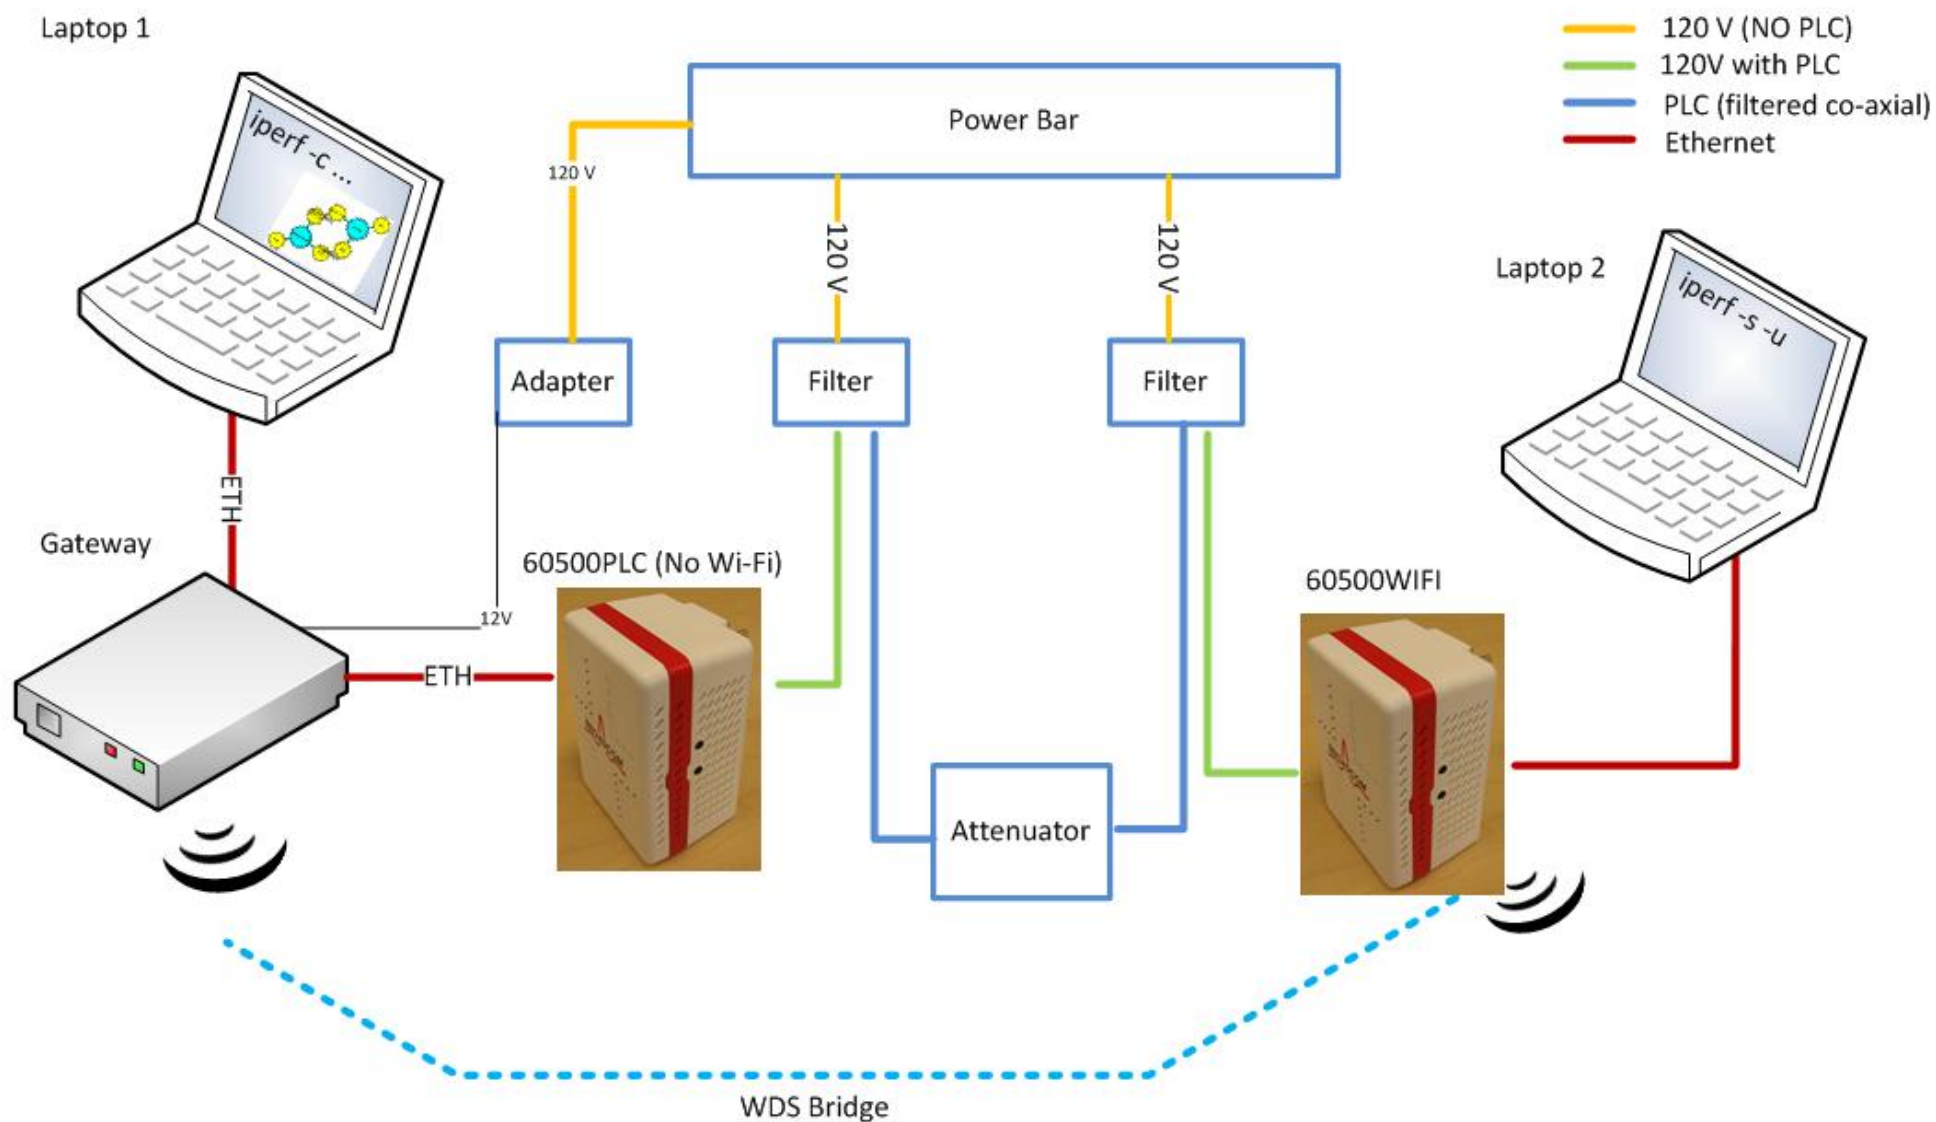 Laptop 1
120 V (NO PLC)
120V with PLC
PLC (filtered co-axial)
Ethernet
Power Bar
iperf -c ...
120 V
120 V
120 V
Laptop 2
iperf -s -u
Adapter
Filter
Filter
ETH
Gateway
60500PLC (No Wi-Fi)
60500WIFI
12V
ETH
Attenuator
WDS Bridge